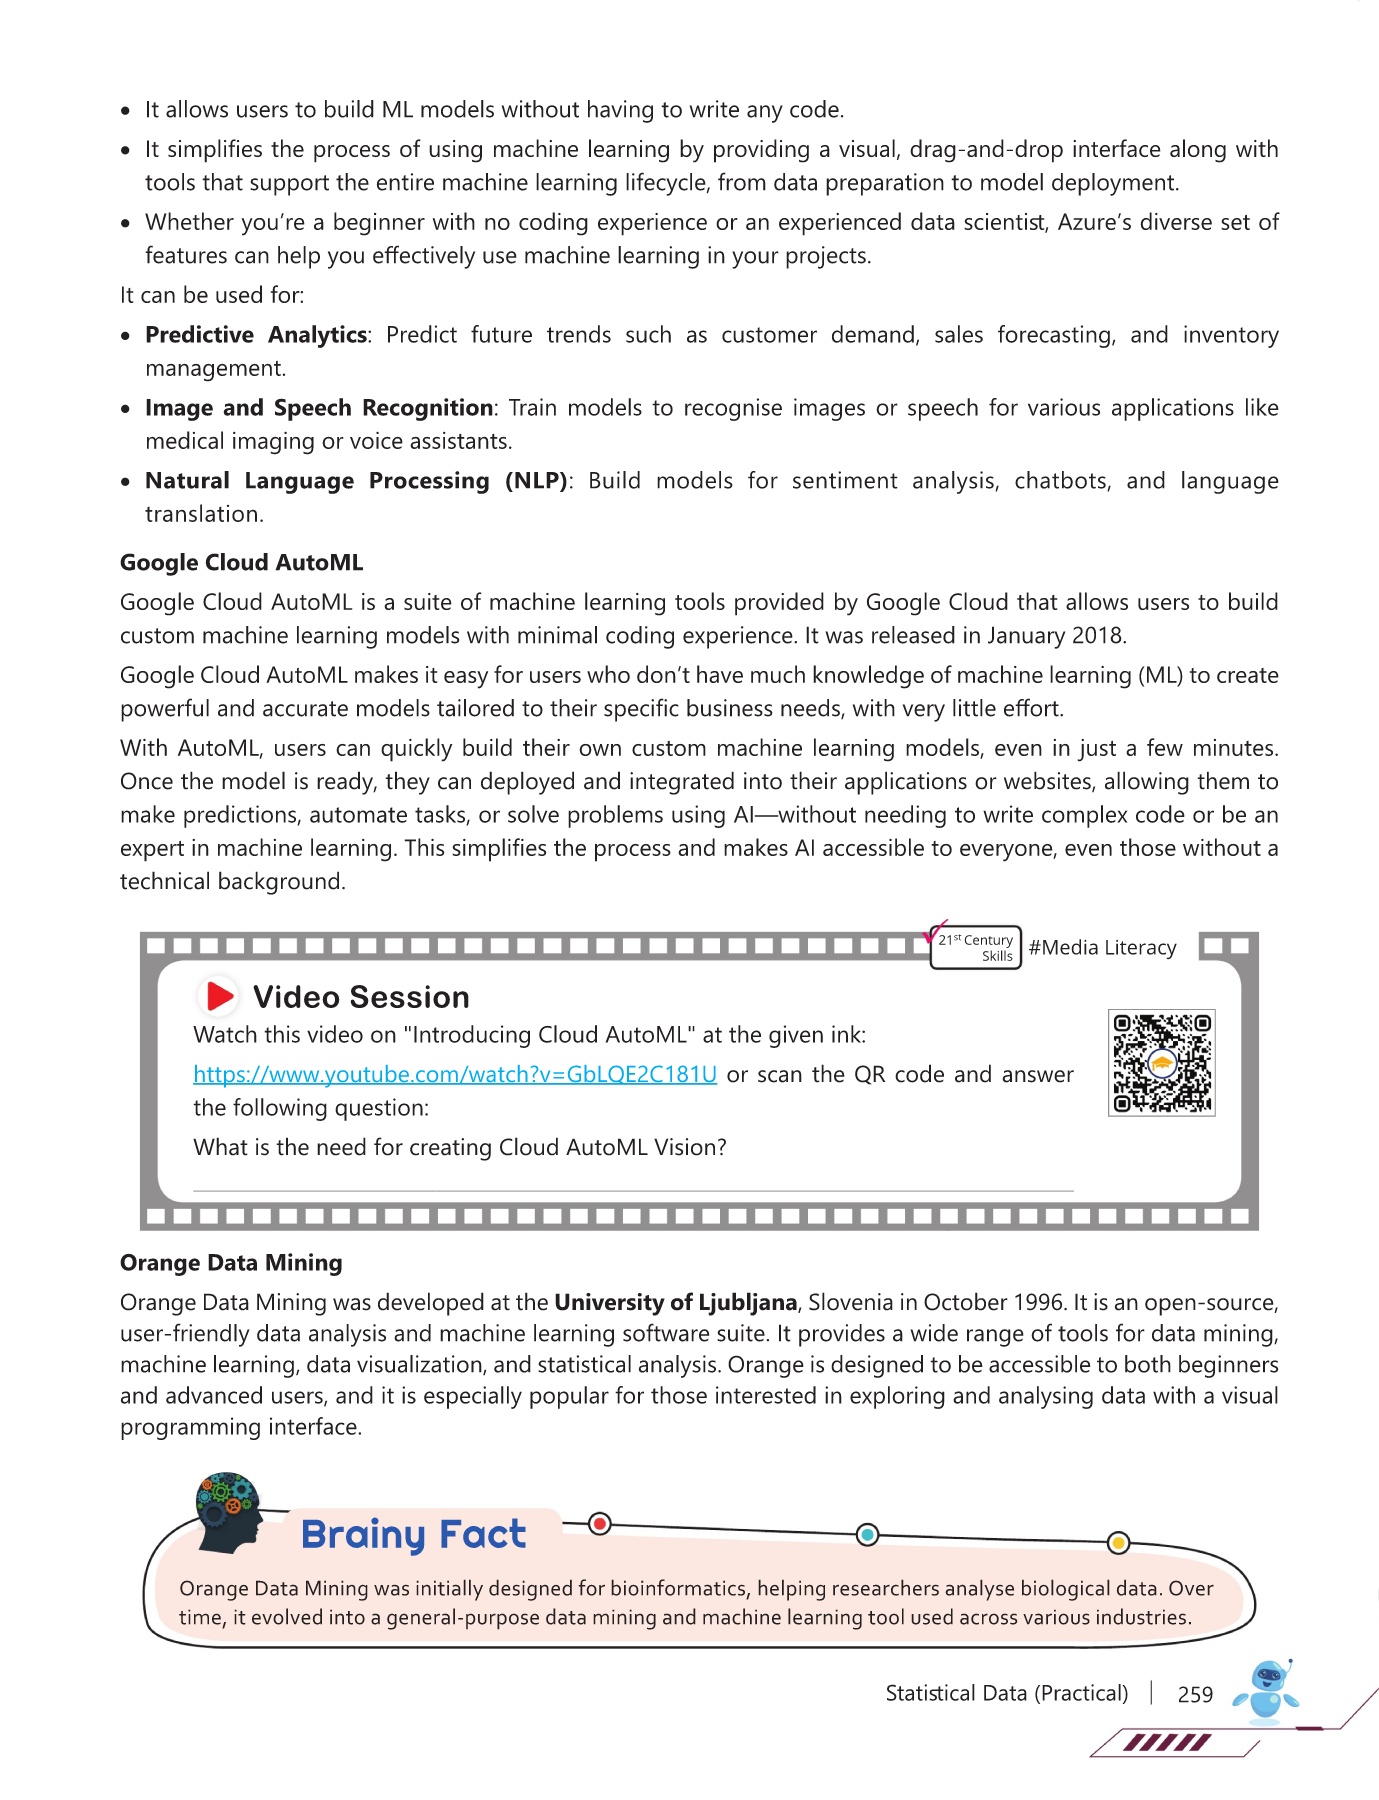 • It allows users to build ML models without having to write any code.
• It simplifies the process of using machine learning by providing a visual, drag-and-drop interface along with
tools that support the entire machine learning lifecycle, from data preparation to model deployment.
• Whether you're a beginner with no coding experience or an experienced data scientist, Azure's diverse set of
features can help you effectively use machine learning in your projects.
It can be used for:
• Predictive Analytics: Predict future trends such as customer demand, sales forecasting, and inventory
management.
• Image and Speech Recognition: Train models to recognise images or speech for various applications like
medical imaging or voice assistants.
• Natural Language Processing (NLP): Build models for sentiment analysis, chatbots, and language
translation.
Google Cloud AutoML
Google Cloud AutoML is a suite of machine learning tools provided by Google Cloud that allows users to build
custom machine learning models with minimal coding experience. It was released in January 2018.
Google Cloud AutoML makes it easy for users who don't have much knowledge of machine learning (ML) to create
powerful and accurate models tailored to their specific business needs, with very little effort.
With AutoML, users can quickly build their own custom machine learning models, even in just a few minutes.
Once the model is ready, they can deployed and integrated into their applications or websites, allowing them to
make predictions, automate tasks, or solve problems using AI—without needing to write complex code or be an
expert in machine learning. This simplifies the process and makes AI accessible to everyone, even those without a
technical background.
21st Century
Skills
#Media Literacy
Video Session
Watch this video on "Introducing Cloud AutoML" at the given ink:
https://www.youtube.com/watch?v=GbLQE2C181U or scan the QR code and answer
the following question:
What is the need for creating Cloud AutoML Vision?
Orange Data Mining
Orange Data Mining was developed at the University of Ljubljana, Slovenia in October 1996. It is an open-source,
user-friendly data analysis and machine learning software suite. It provides a wide range of tools for data mining,
machine learning, data visualization, and statistical analysis. Orange is designed to be accessible to both beginners
and advanced users, and it is especially popular for those interested in exploring and analysing data with a visual
programming interface.
Brainy Fact
Orange Data Mining was initially designed for bioinformatics, helping researchers analyse biological data. Over
time, it evolved into a general-purpose data mining and machine learning tool used across various industries.
Statistical Data (Practical) | 259